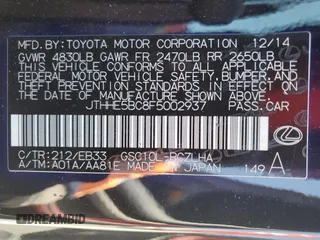 MFD.BY:TOYOTA MOTOR CORPORATION 12/14
GVWR 4830LB GAWR FR 2470LB RR 2650LB
THIS VEHICLE CONFORMS TO ALL APPLICABLE
FEDERAL MOTOR VEHICLE SAFETY,
BUMPER, AND THEFT PREVENTION
STANDARDS IN EFFECT ON THE DATE OF
MANUFACTURE SHOWN ABOVE.
JTHHE5BC8F5002937 PASS.CAR
C/TR:212/EB33 GSC10L-RCZLHA
A/TM:A01A/AA81E MADE IN JAPAN 149 A
DREAMBID